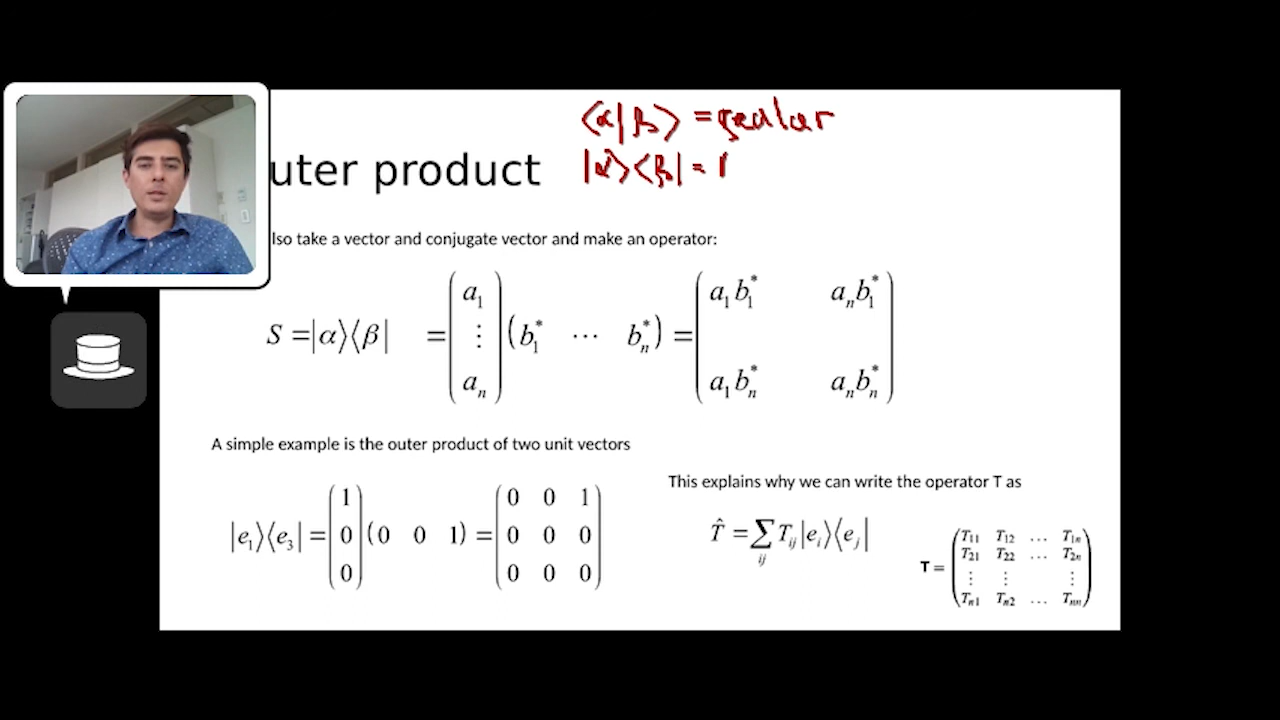 ⟨α|β⟩ = scalar
|α⟩⟨β| =
uter product
lso take a vector and conjugate vector and make an operator:
S = |α⟩⟨β| = ( a₁ ⋮ aₙ ) ( b₁* ⋯ bₙ* ) = ( a₁b₁* aₙb₁* ; a₁bₙ* aₙbₙ* )
A simple example is the outer product of two unit vectors
|e₁⟩⟨e₃| = ( 1 0 0 ) ( 0 0 1 ) = ( 0 0 1 ; 0 0 0 ; 0 0 0 )
This explains why we can write the operator T as
T̂ = ∑ᵢⱼ Tᵢⱼ |eᵢ⟩⟨eⱼ|
T = ( T₁₁ T₁₂ … T₁ₙ ; T₂₁ T₂₂ … T₂ₙ ; ⋮ ⋮ ⋮ ; Tₙ₁ Tₙ₂ … Tₙₙ )